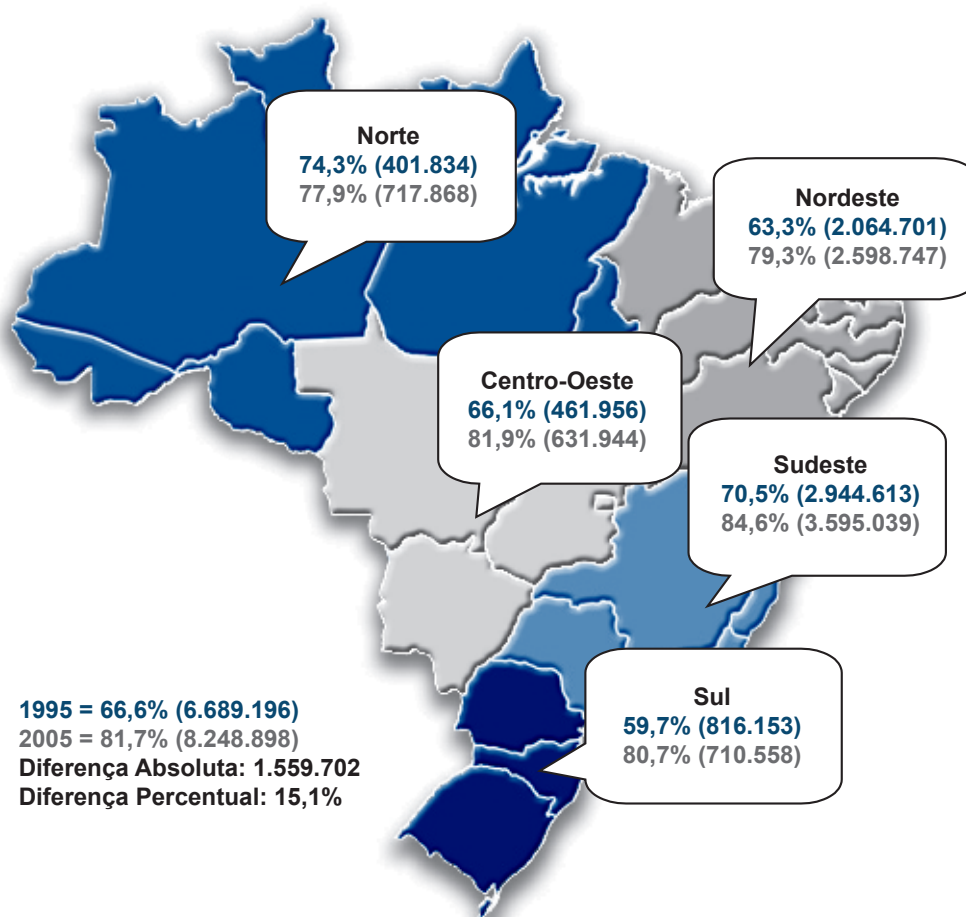 Norte
74,3% (401.834)
77,9% (717.868)
Nordeste
63,3% (2.064.701)
79,3% (2.598.747)
Centro-Oeste
66,1% (461.956)
81,9% (631.944)
Sudeste
70,5% (2.944.613)
84,6% (3.595.039)
Sul
59,7% (816.153)
80,7% (710.558)
1995 = 66,6% (6.689.196)
2005 = 81,7% (8.248.898)
Diferença Absoluta: 1.559.702
Diferença Percentual: 15,1%